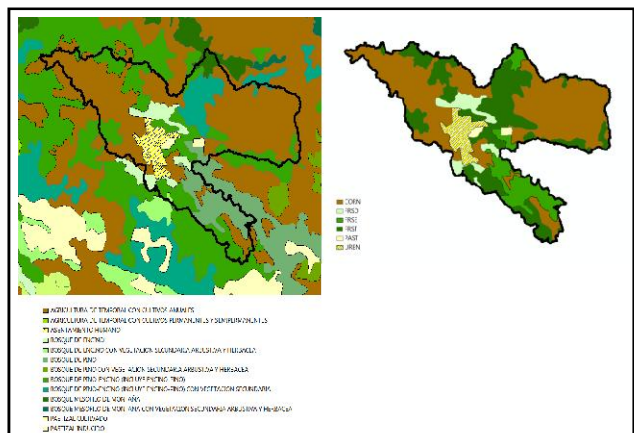 CORN
FRSD
FRSE
FRST
PAST
URBN
AGRICULTURA DE TEMPORAL CON CULTIVOS ANUALES
AGRICULTURA DE TEMPORAL CON CULTIVOS PERMANENTES Y SEMIPERMANENTES
ASENTAMIENTO HUMANO
BOSQUE DE ENCINO
BOSQUE DE ENCINO CON VEGETACION SECUNDARIA ARBUSTIVA Y HERBACEA
BOSQUE DE PINO
BOSQUE DE PINO CON VEGETACION SECUNDARIA ARBUSTIVA Y HERBACEA
BOSQUE DE PINO-ENCINO (INCLUYE ENCINO-PINO)
BOSQUE DE PINO-ENCINO (INCLUYE ENCINO-PINO) CON VEGETACION SECUNDARIA
BOSQUE MESOFILO DE MONTAÑA
BOSQUE MESOFILO DE MONTAÑA CON VEGETACION SECUNDARIA ARBUSTIVA Y HERBACEA
PASTIZAL CULTIVADO
PASTIZAL INDUCIDO